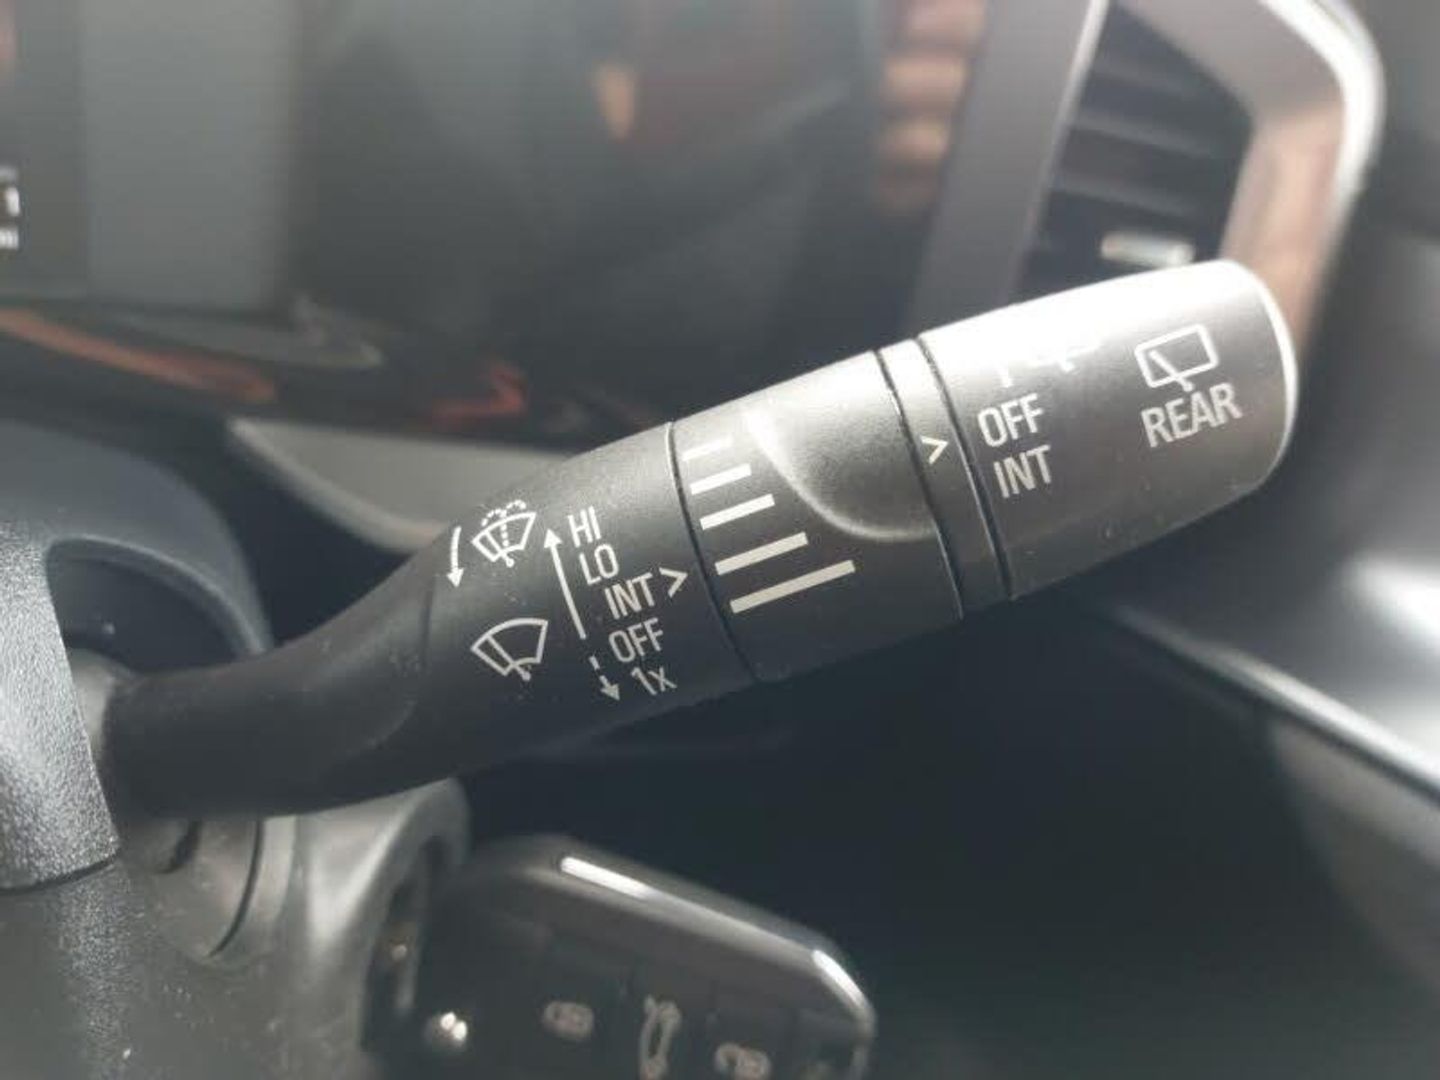 HI
LO
INT
OFF
1x
OFF
INT
REAR